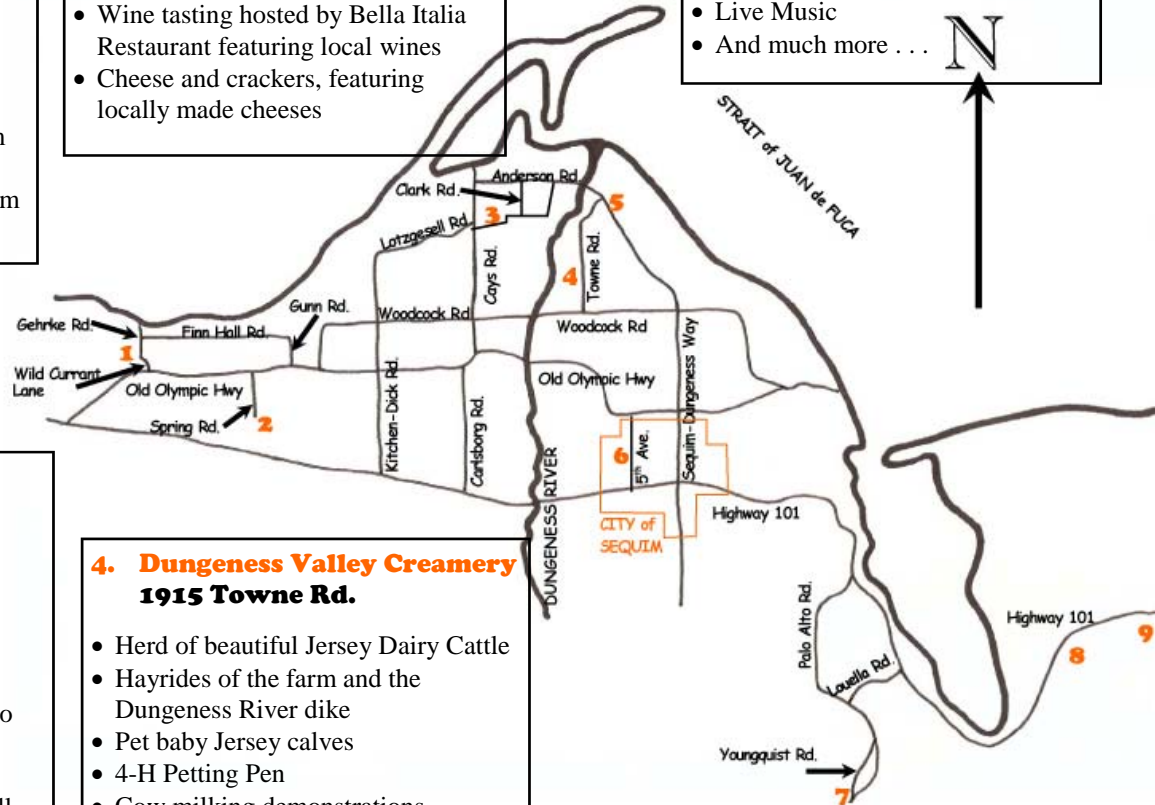 • Wine tasting hosted by Bella Italia
Restaurant featuring local wines
• Cheese and crackers, featuring
locally made cheeses
• Live Music
• And much more . . .
N
STRAIT of JUAN de FUCA
Anderson Rd.
Clark Rd.
3
5
Lotzgesell Rd.
Cays Rd.
4
Towne Rd.
Gunn Rd.
Gehrke Rd.
Finn Hall Rd.
Woodcock Rd
Woodcock Rd
1
Wild Currant
Lane
Old Olympic Hwy
Old Olympic Hwy
Spring Rd.
2
Kitchen-Dick Rd.
Carlsborg Rd.
DUNGENESS RIVER
6
5th Ave.
Sequim-Dungeness Way
CITY of
SEQUIM
Highway 101
Palo Alto Rd.
Louella Rd.
Highway 101
8
9
Youngquist Rd.
7
4. Dungeness Valley Creamery
1915 Towne Rd.
• Herd of beautiful Jersey Dairy Cattle
• Hayrides of the farm and the
Dungeness River dike
• Pet baby Jersey calves
• 4-H Petting Pen
• Cow milking demonstrations